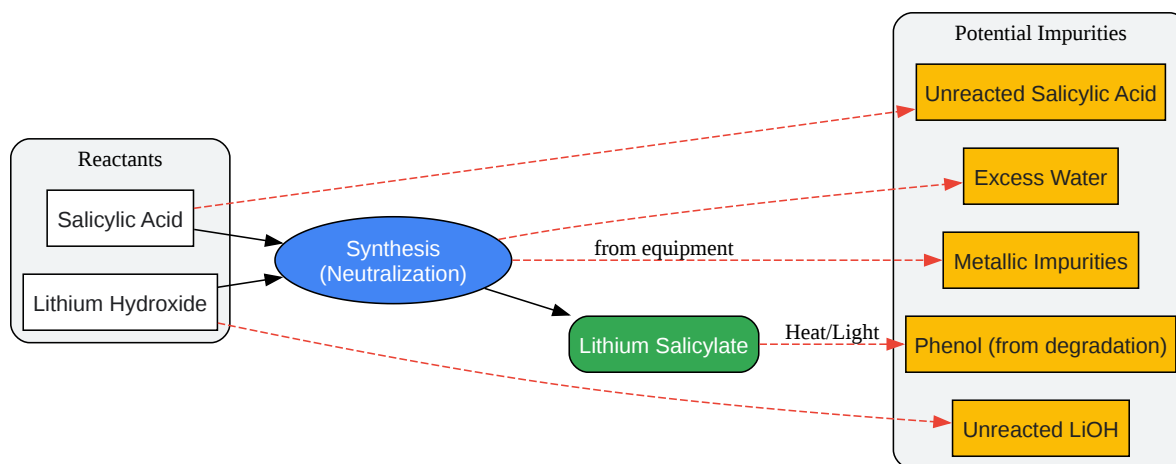 Potential Impurities
Unreacted Salicylic Acid
Reactants
Excess Water
Salicylic Acid
Synthesis
(Neutralization)
from equipment
Metallic Impurities
Lithium Hydroxide
Lithium Salicylate
Heat/Light
Phenol (from degradation)
Unreacted LiOH